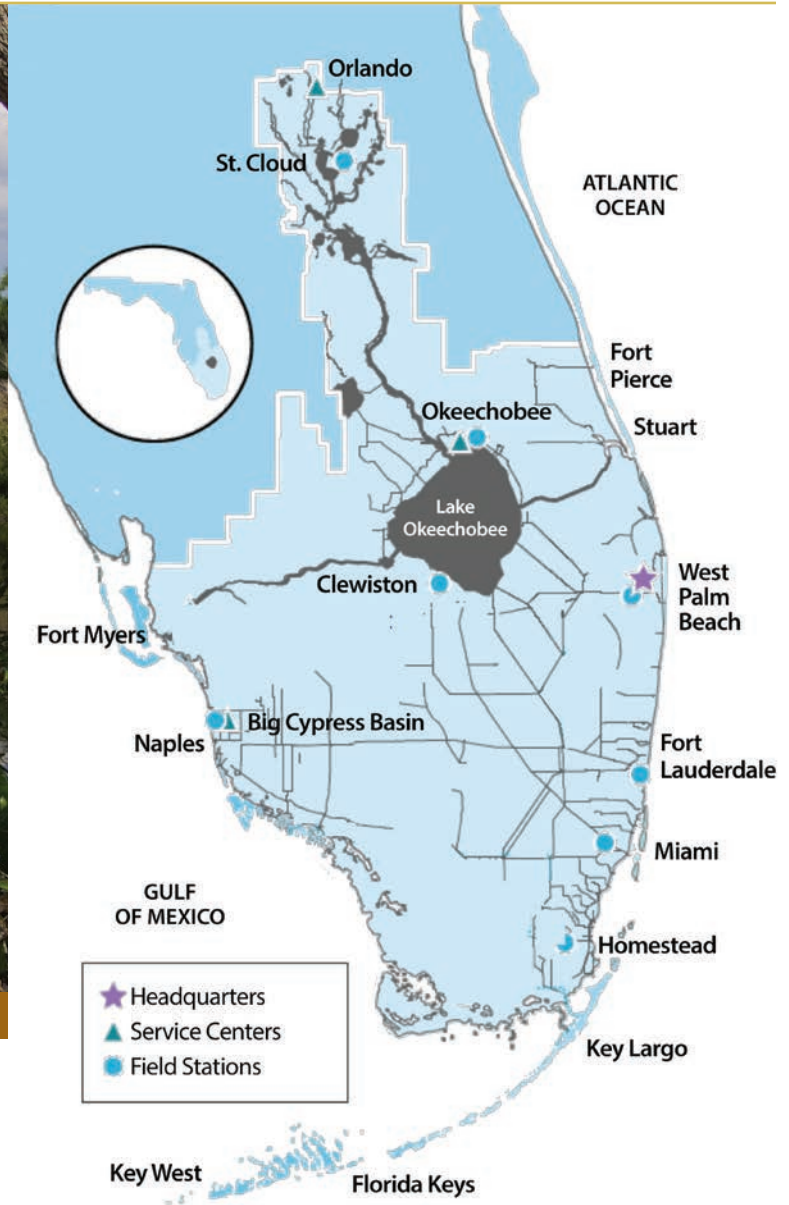 Orlando
St. Cloud
ATLANTIC
OCEAN
Fort
Pierce
Okeechobee
Stuart
Lake
Okeechobee
Clewiston
West
Palm
Beach
Fort Myers
Big Cypress Basin
Naples
Fort
Lauderdale
Miami
GULF
OF MEXICO
Homestead
Headquarters
Service Centers
Field Stations
Key Largo
Key West
Florida Keys